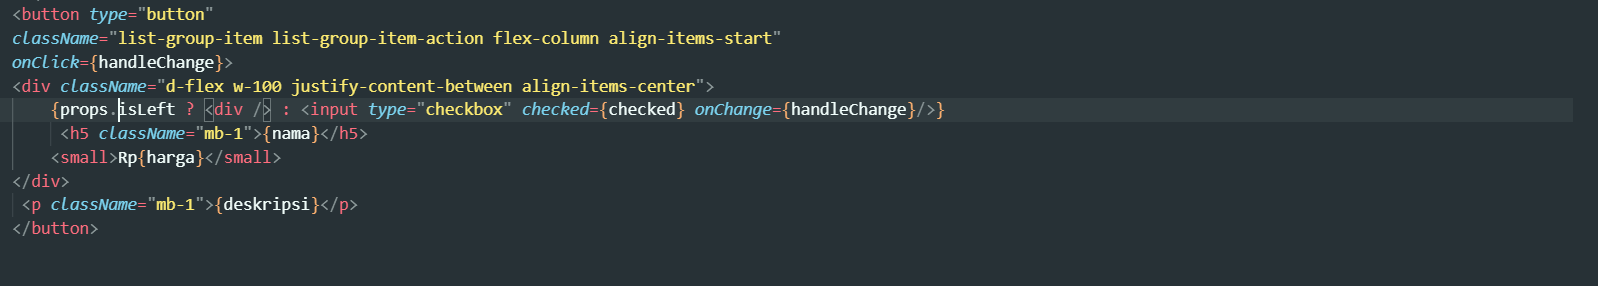 <button type="button"
className="list-group-item list-group-item-action flex-column align-items-start"
onClick={handleChange}>
<div className="d-flex w-100 justify-content-between align-items-center">
{props.isLeft ? <div /> : <input type="checkbox" checked={checked} onChange={handleChange}/>}
<h5 className="mb-1">{nama}</h5>
<small>Rp{harga}</small>
</div>
<p className="mb-1">{deskripsi}</p>
</button>